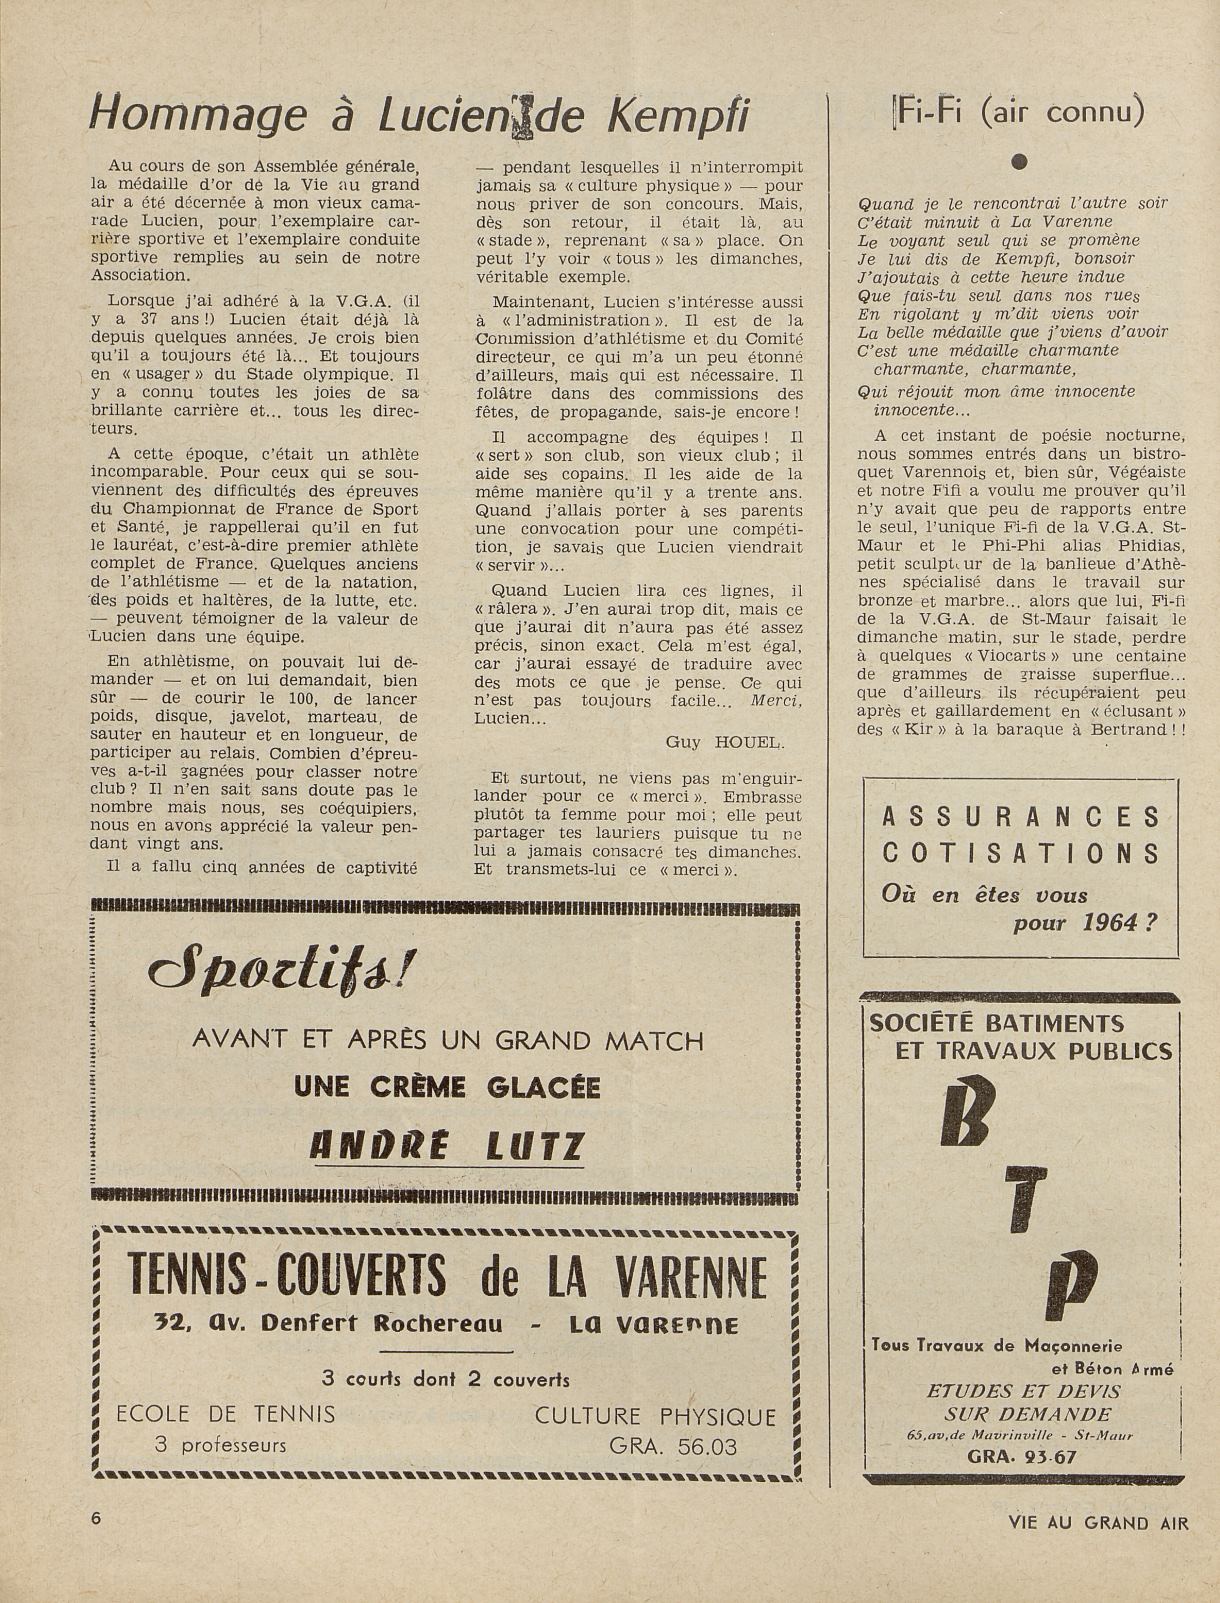 Hommage à Lucien de Kempfi
Au cours de son Assemblée générale,
la médaille d'or de la Vie au grand
air a été décernée à mon vieux cama-
rade Lucien, pour l'exemplaire car-
rière sportive et l'exemplaire conduite
sportive remplies au sein de notre
Association.
Lorsque j'ai adhéré à la V.G.A. (il
y a 37 ans !) Lucien était déjà là
depuis quelques années. Je crois bien
qu'il a toujours été là... Et toujours
en « usager » du Stade olympique. Il
y a connu toutes les joies de sa
brillante carrière et... tous les direc-
teurs.
A cette époque, c'était un athlète
incomparable. Pour ceux qui se sou-
viennent des difficultés des épreuves
du Championnat de France de Sport
et Santé, je rappellerai qu'il en fut
le lauréat, c'est-à-dire premier athlète
complet de France. Quelques anciens
de l'athlétisme — et de la natation,
des poids et haltères, de la lutte, etc.
— peuvent témoigner de la valeur de
Lucien dans une équipe.
En athlètisme, on pouvait lui de-
mander — et on lui demandait, bien
sûr — de courir le 100, de lancer
poids, disque, javelot, marteau, de
sauter en hauteur et en longueur, de
participer au relais. Combien d'épreu-
ves a-t-il gagnées pour classer notre
club ? Il n'en sait sans doute pas le
nombre mais nous, ses coéquipiers,
nous en avons apprécié la valeur pen-
dant vingt ans.
Il a fallu cinq années de captivité
— pendant lesquelles il n'interrompit
jamais sa « culture physique » — pour
nous priver de son concours. Mais,
dès son retour, il était là, au
« stade », reprenant « sa » place. On
peut l'y voir « tous » les dimanches,
véritable exemple.
Maintenant, Lucien s'intéresse aussi
à « l'administration ». Il est de la
Commission d'athlétisme et du Comité
directeur, ce qui m'a un peu étonné
d'ailleurs, mais qui est nécessaire. Il
folâtre dans des commissions des
fêtes, de propagande, sais-je encore !
Il accompagne des équipes ! Il
« sert » son club, son vieux club ; il
aide ses copains. Il les aide de la
même manière qu'il y a trente ans.
Quand j'allais porter à ses parents
une convocation pour une compéti-
tion, je savais que Lucien viendrait
« servir »...
Quand Lucien lira ces lignes, il
« râlera ». J'en aurai trop dit, mais ce
que j'aurai dit n'aura pas été assez
précis, sinon exact. Cela m'est égal,
car j'aurai essayé de traduire avec
des mots ce que je pense. Ce qui
n'est pas toujours facile... Merci,
Lucien...
Guy HOUEL.
Et surtout, ne viens pas m'enguir-
lander pour ce « merci ». Embrasse
plutôt ta femme pour moi ; elle peut
partager tes lauriers puisque tu ne
lui a jamais consacré tes dimanches.
Et transmets-lui ce « merci ».
Fi-Fi (air connu)
Quand je le rencontrai l'autre soir
C'était minuit à La Varenne
Le voyant seul qui se promène
Je lui dis de Kempfi, bonsoir
J'ajoutais à cette heure indue
Que fais-tu seul dans nos rues
En rigolant y m'dit viens voir
La belle médaille que j'viens d'avoir
C'est une médaille charmante
charmante, charmante,
Qui réjouit mon âme innocente
innocente...
A cet instant de poésie nocturne,
nous sommes entrés dans un bistro-
quet Varennois et, bien sûr, Végéaiste
et notre Fifi a voulu me prouver qu'il
n'y avait que peu de rapports entre
le seul, l'unique Fi-fi de la V.G.A. St-
Maur et le Phi-Phi alias Phidias,
petit sculpteur de la banlieue d'Athè-
nes spécialisé dans le travail sur
bronze et marbre... alors que lui, Fi-fi
de la V.G.A. de St-Maur faisait le
dimanche matin, sur le stade, perdre
à quelques « Viocarts » une centaine
de grammes de graisse superflue...
que d'ailleurs ils récupéraient peu
après et gaillardement en « éclusant »
des « Kir » à la baraque à Bertrand ! !
ASSURANCES
COTISATIONS
Où en êtes vous
pour 1964 ?
Sportifs !
AVANT ET APRÈS UN GRAND MATCH
UNE CRÈME GLACÉE
ANDRÉ LUTZ
TENNIS - COUVERTS de LA VARENNE
32, av. Denfert Rochereau - LA VARENNE
3 courts dont 2 couverts
ECOLE DE TENNIS
3 professeurs
CULTURE PHYSIQUE
GRA. 56.03
SOCIÉTÉ BATIMENTS
ET TRAVAUX PUBLICS
B
T
P
Tous Travaux de Maçonnerie
et Béton Armé
ETUDES ET DEVIS
SUR DEMANDE
65,av,de Mavrinville - St-Maur
GRA. 93-67
6
VIE AU GRAND AIR